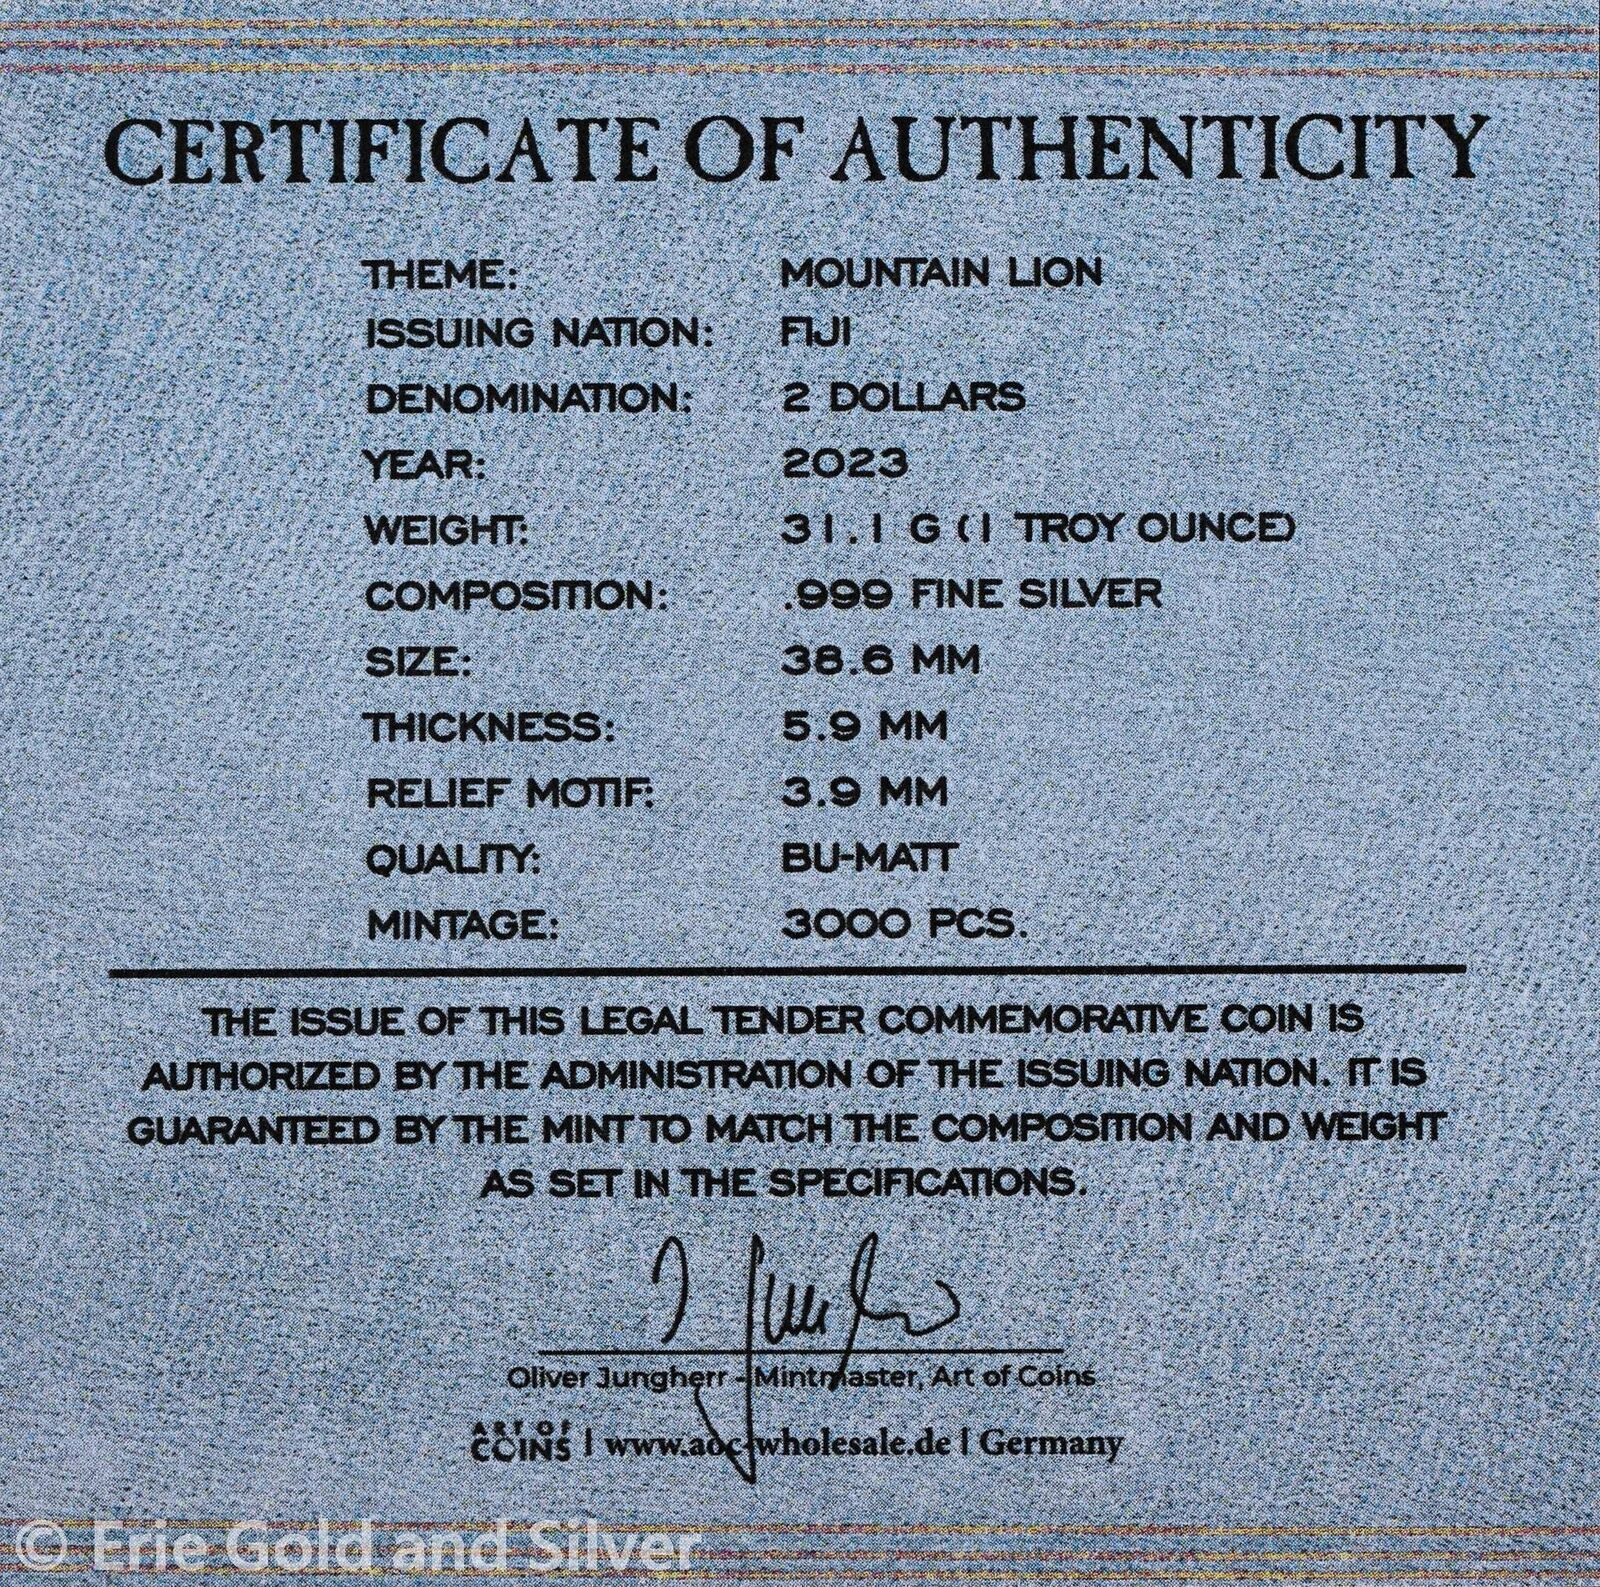 CERTIFICATE OF AUTHENTICITY
THEME: MOUNTAIN LION
ISSUING NATION: FIJI
DENOMINATION: 2 DOLLARS
YEAR: 2023
WEIGHT: 31.1 G (1 TROY OUNCE)
COMPOSITION: .999 FINE SILVER
SIZE: 38.6 MM
THICKNESS: 5.9 MM
RELIEF MOTIF: 3.9 MM
QUALITY: BU-MATT
MINTAGE: 3000 PCS.
THE ISSUE OF THIS LEGAL TENDER COMMEMORATIVE COIN IS
AUTHORIZED BY THE ADMINISTRATION OF THE ISSUING NATION. IT IS
GUARANTEED BY THE MINT TO MATCH THE COMPOSITION AND WEIGHT
AS SET IN THE SPECIFICATIONS.
Oliver Jungherr - Mintmaster, Art of Coins
ART OF COINS | www.aoc-wholesale.de | Germany
© Erie Gold and Silver